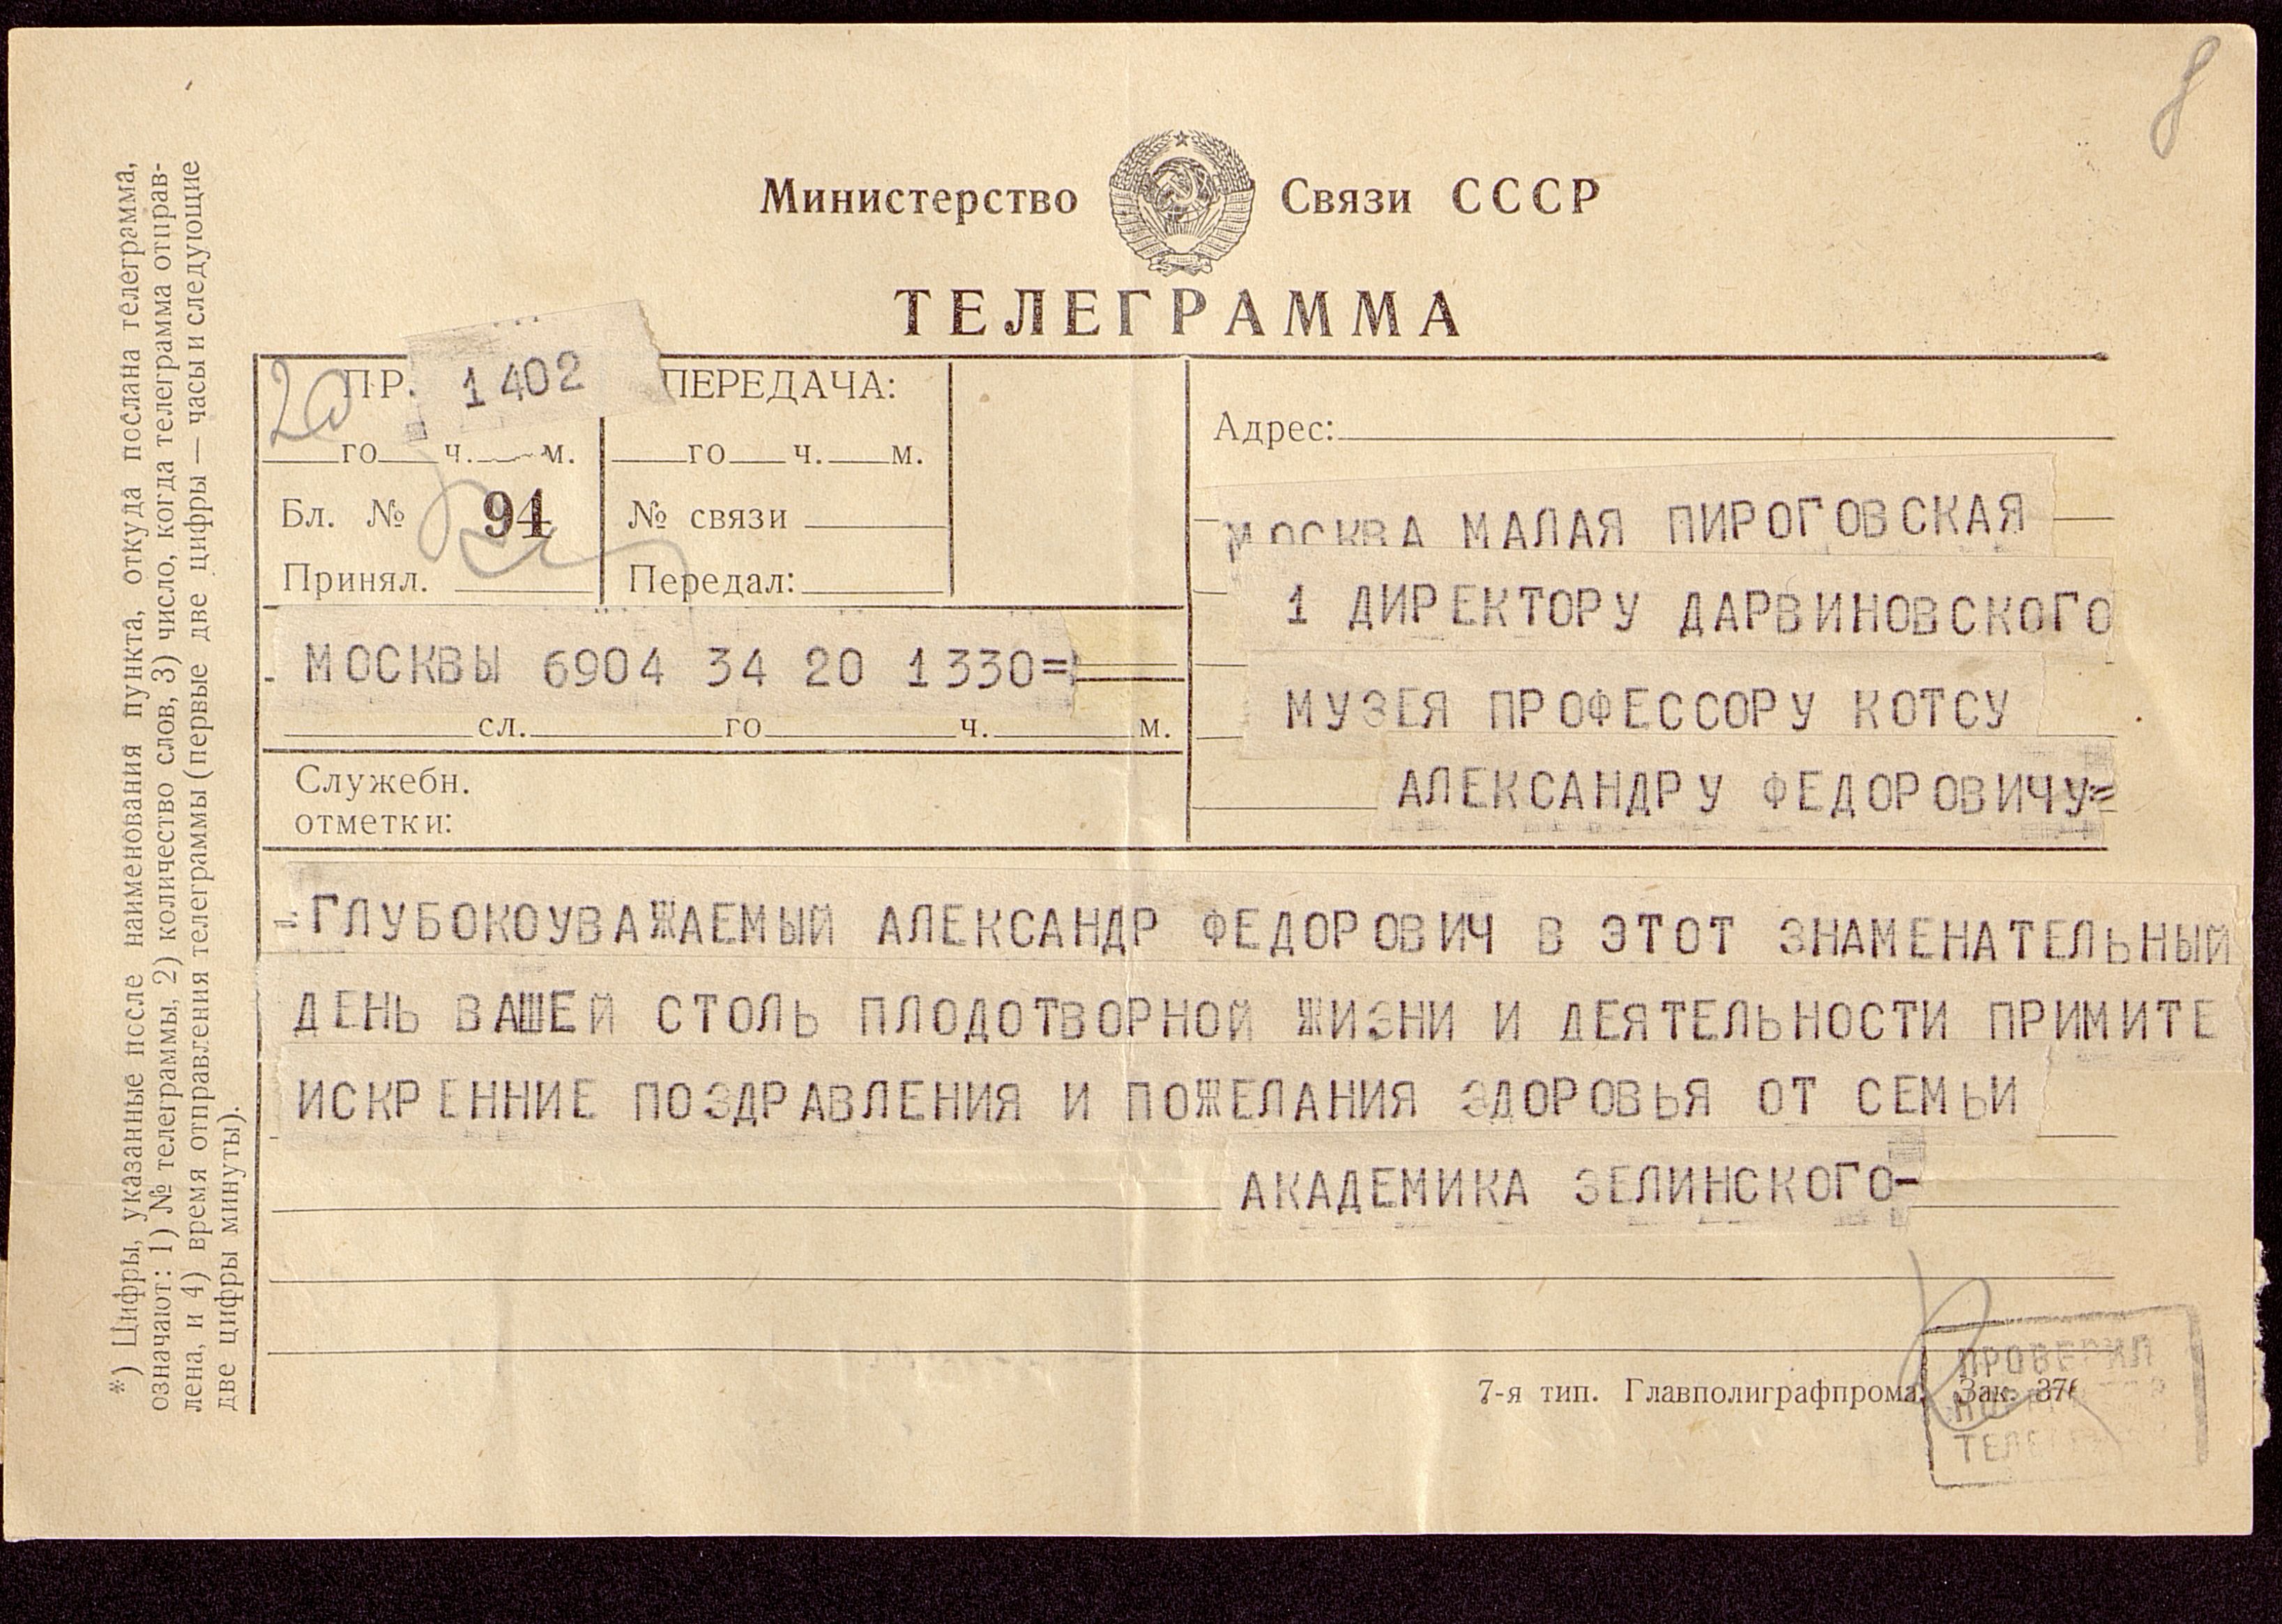 8
Министерство Связи СССР
ТЕЛЕГРАММА
20 ПР. 1402
го ч. м.
Бл. № 94
Принял.
ПЕРЕДАЧА:
го ч. м.
№ связи
Передал:
МОСКВЫ 6904 34 20 1330=
сл. го ч. м.
Служебн.
отметки:
Адрес:
МОСКВА МАЛАЯ ПИРОГОВСКАЯ
1 ДИРЕКТОРУ ДАРВИНОВСКОГО
МУЗЕЯ ПРОФЕССОРУ КОТСУ
АЛЕКСАНДРУ ФЕДОРОВИЧУ=
ГЛУБОКОУВАЖАЕМЫЙ АЛЕКСАНДР ФЕДОРОВИЧ В ЭТОТ ЗНАМЕНАТЕЛЬНЫЙ
ДЕНЬ ВАШЕЙ СТОЛЬ ПЛОДОТВОРНОЙ ЖИЗНИ И ДЕЯТЕЛЬНОСТИ ПРИМИТЕ
ИСКРЕННИЕ ПОЗДРАВЛЕНИЯ И ПОЖЕЛАНИЯ ЗДОРОВЬЯ ОТ СЕМЬИ
АКАДЕМИКА ЗЕЛИНСКОГО-
7-я тип. Главполиграфпрома. Зак.
ПРОВЕРИЛ
*) Цифры, указанные после наименования пункта, откуда послана телеграмма,
означают: 1) № телеграммы, 2) количество слов, 3) число, когда телеграмма отправ-
лена, и 4) время отправления телеграммы (первые две цифры — часы и следующие
две цифры минуты).